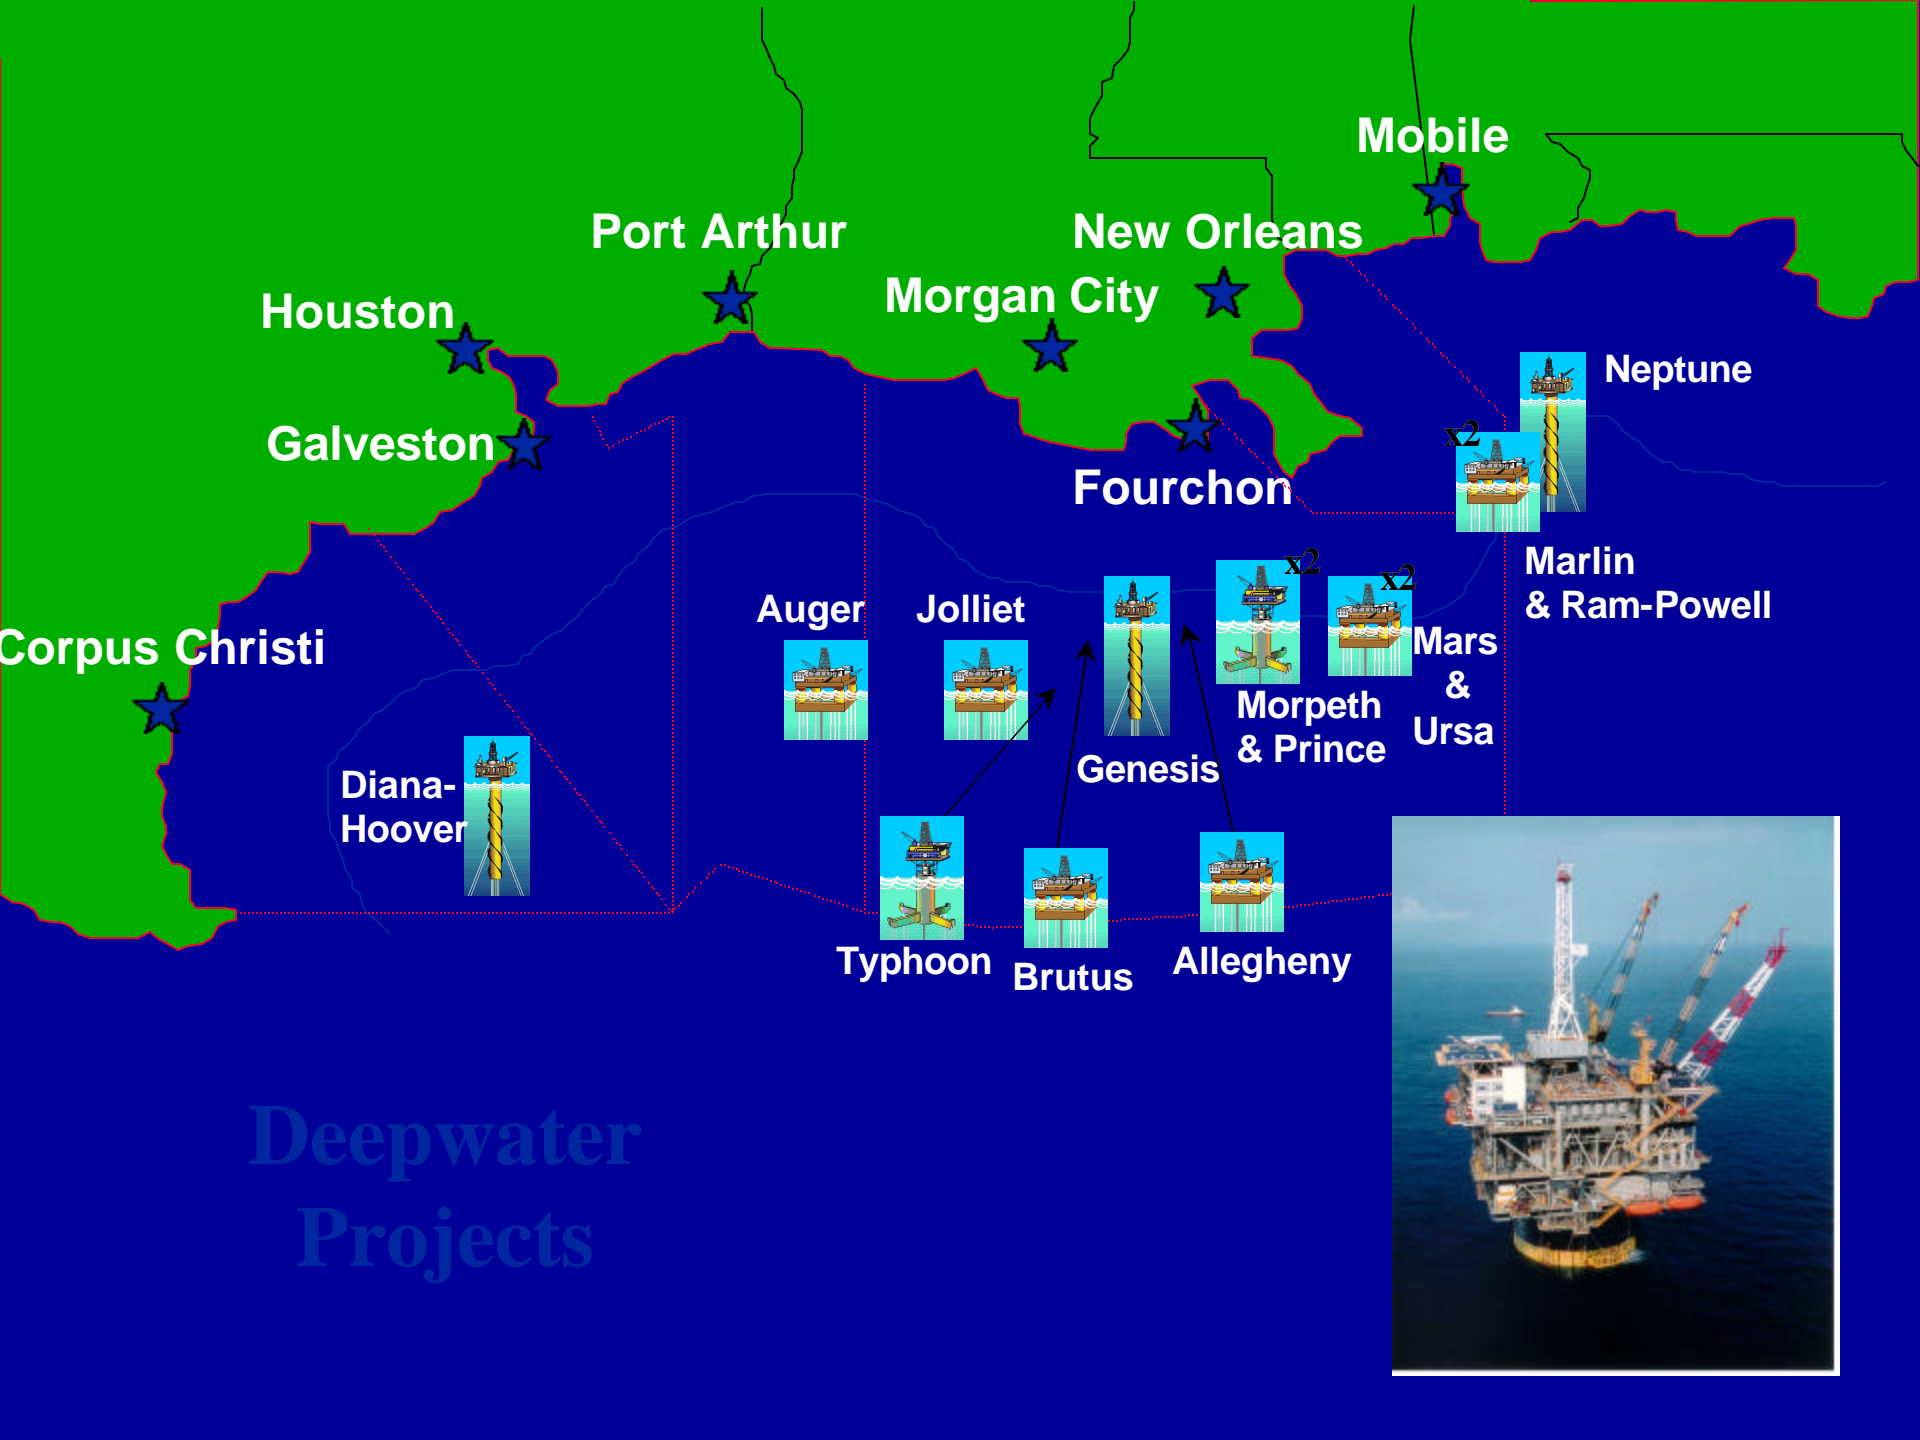 Mobile
Port Arthur
New Orleans
Morgan City
Houston
Neptune
x2
Galveston
Fourchon
x2
x2
Marlin
& Ram-Powell
Auger
Jolliet
Corpus Christi
Mars
&
Ursa
Morpeth
& Prince
Genesis
Diana-
Hoover
Typhoon
Brutus
Allegheny
Deepwater
Projects